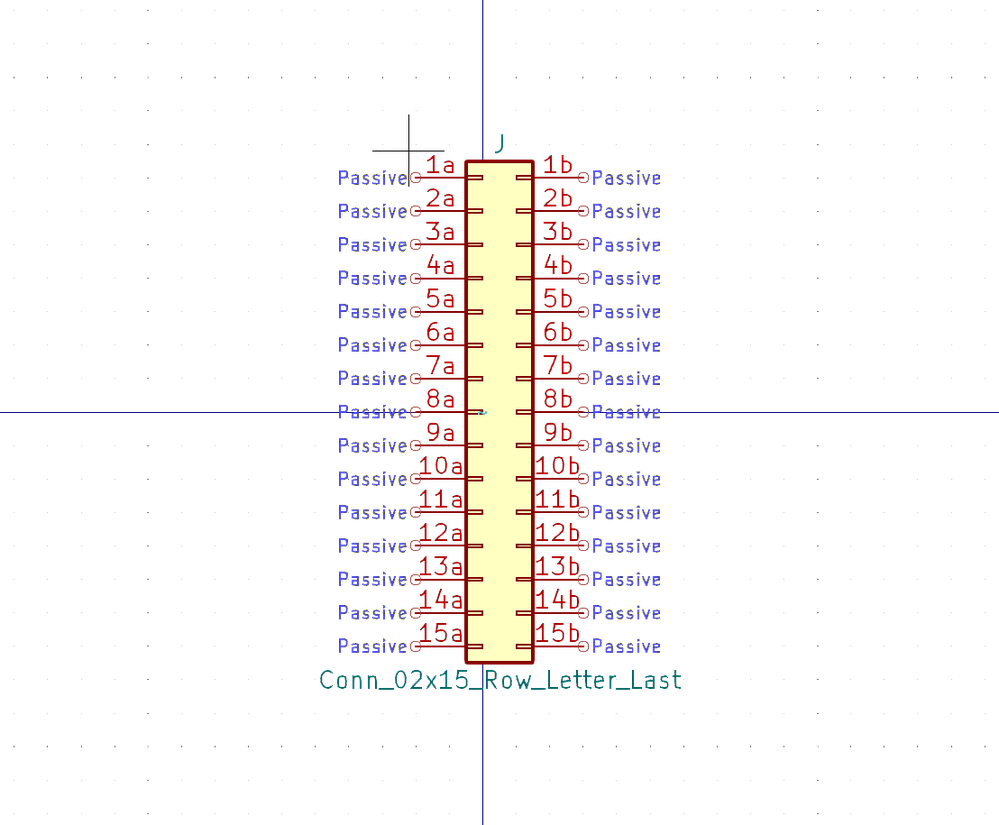 J
Passive 1a 1b Passive
Passive 2a 2b Passive
Passive 3a 3b Passive
Passive 4a 4b Passive
Passive 5a 5b Passive
Passive 6a 6b Passive
Passive 7a 7b Passive
Passive 8a 8b Passive
Passive 9a 9b Passive
Passive 10a 10b Passive
Passive 11a 11b Passive
Passive 12a 12b Passive
Passive 13a 13b Passive
Passive 14a 14b Passive
Passive 15a 15b Passive
Conn_02x15_Row_Letter_Last